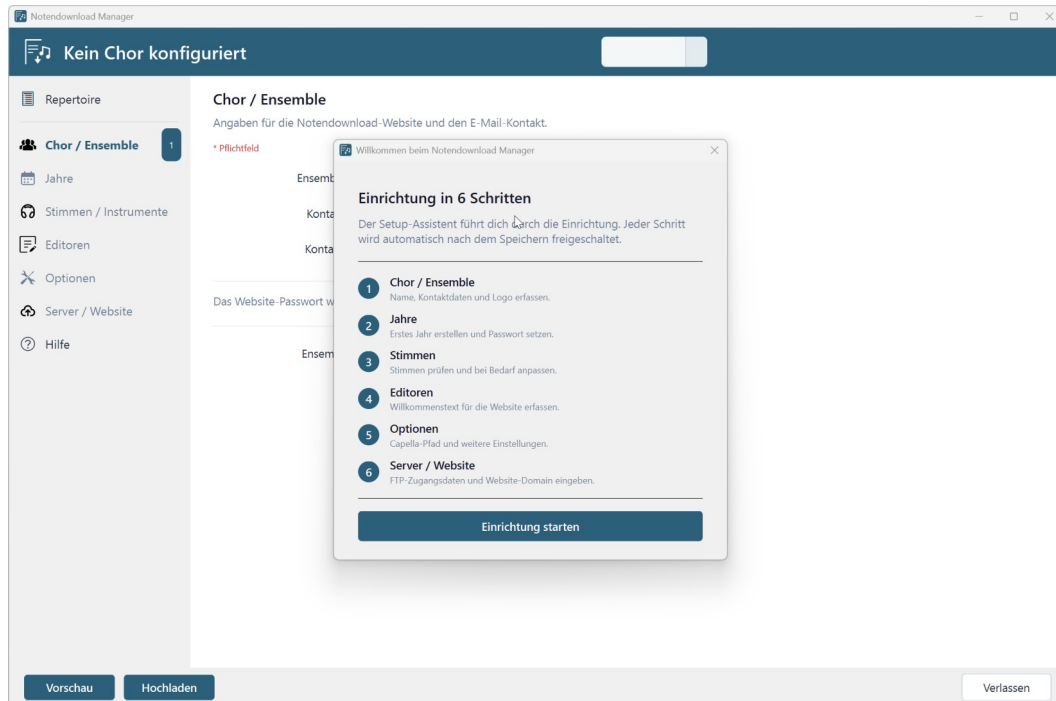 Notendownload Manager
Kein Chor konfiguriert
Repertoire
Chor / Ensemble
1
Jahre
Stimmen / Instrumente
Editoren
Optionen
Server / Website
Hilfe
Chor / Ensemble
Angaben für die Notendownload-Website und den E-Mail-Kontakt.
* Pflichtfeld
Ensemb
Konta
Konta
Das Website-Passwort w
Ensem
Willkommen beim Notendownload Manager
Einrichtung in 6 Schritten
Der Setup-Assistent führt dich durch die Einrichtung. Jeder Schritt
wird automatisch nach dem Speichern freigeschaltet.
1
Chor / Ensemble
Name, Kontaktdaten und Logo erfassen.
2
Jahre
Erstes Jahr erstellen und Passwort setzen.
3
Stimmen
Stimmen prüfen und bei Bedarf anpassen.
4
Editoren
Willkommenstext für die Website erfassen.
5
Optionen
Capella-Pfad und weitere Einstellungen.
6
Server / Website
FTP-Zugangsdaten und Website-Domain eingeben.
Einrichtung starten
Vorschau
Hochladen
Verlassen